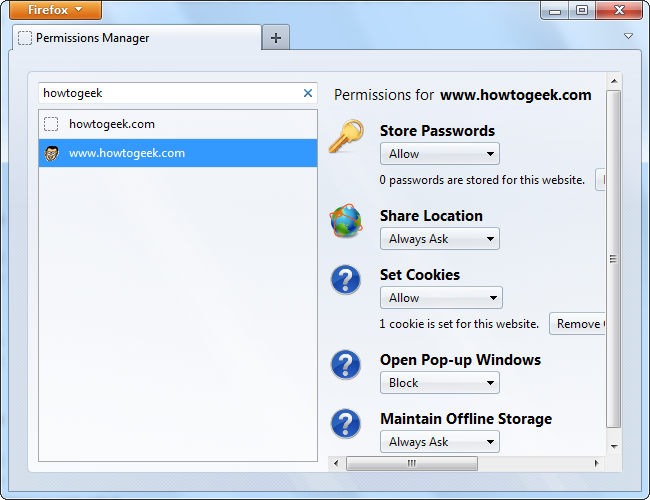 Firefox
Permissions Manager
howtogeek
howtogeek.com
www.howtogeek.com
Permissions for www.howtogeek.com
Store Passwords
Allow
0 passwords are stored for this website.
Share Location
Always Ask
Set Cookies
Allow
1 cookie is set for this website. Remove
Open Pop-up Windows
Block
Maintain Offline Storage
Always Ask